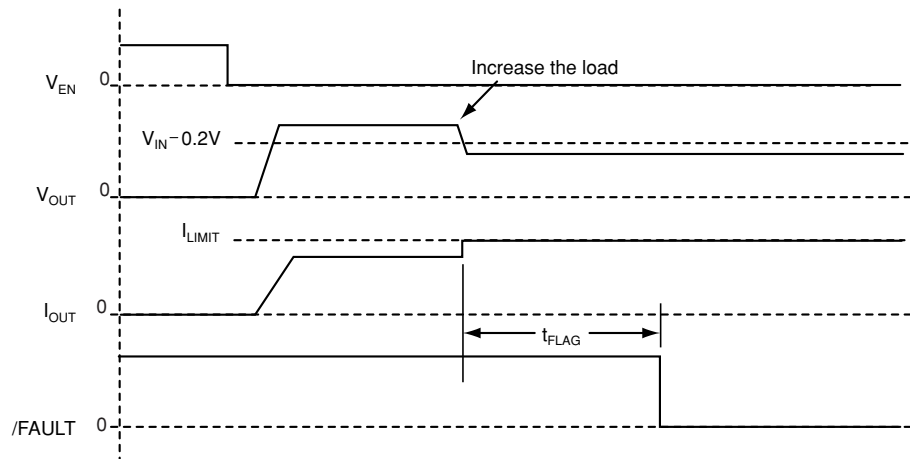 Increase the load
V_EN 0
V_IN−0.2V
V_OUT 0
I_LIMIT
I_OUT 0
t_FLAG
/FAULT 0